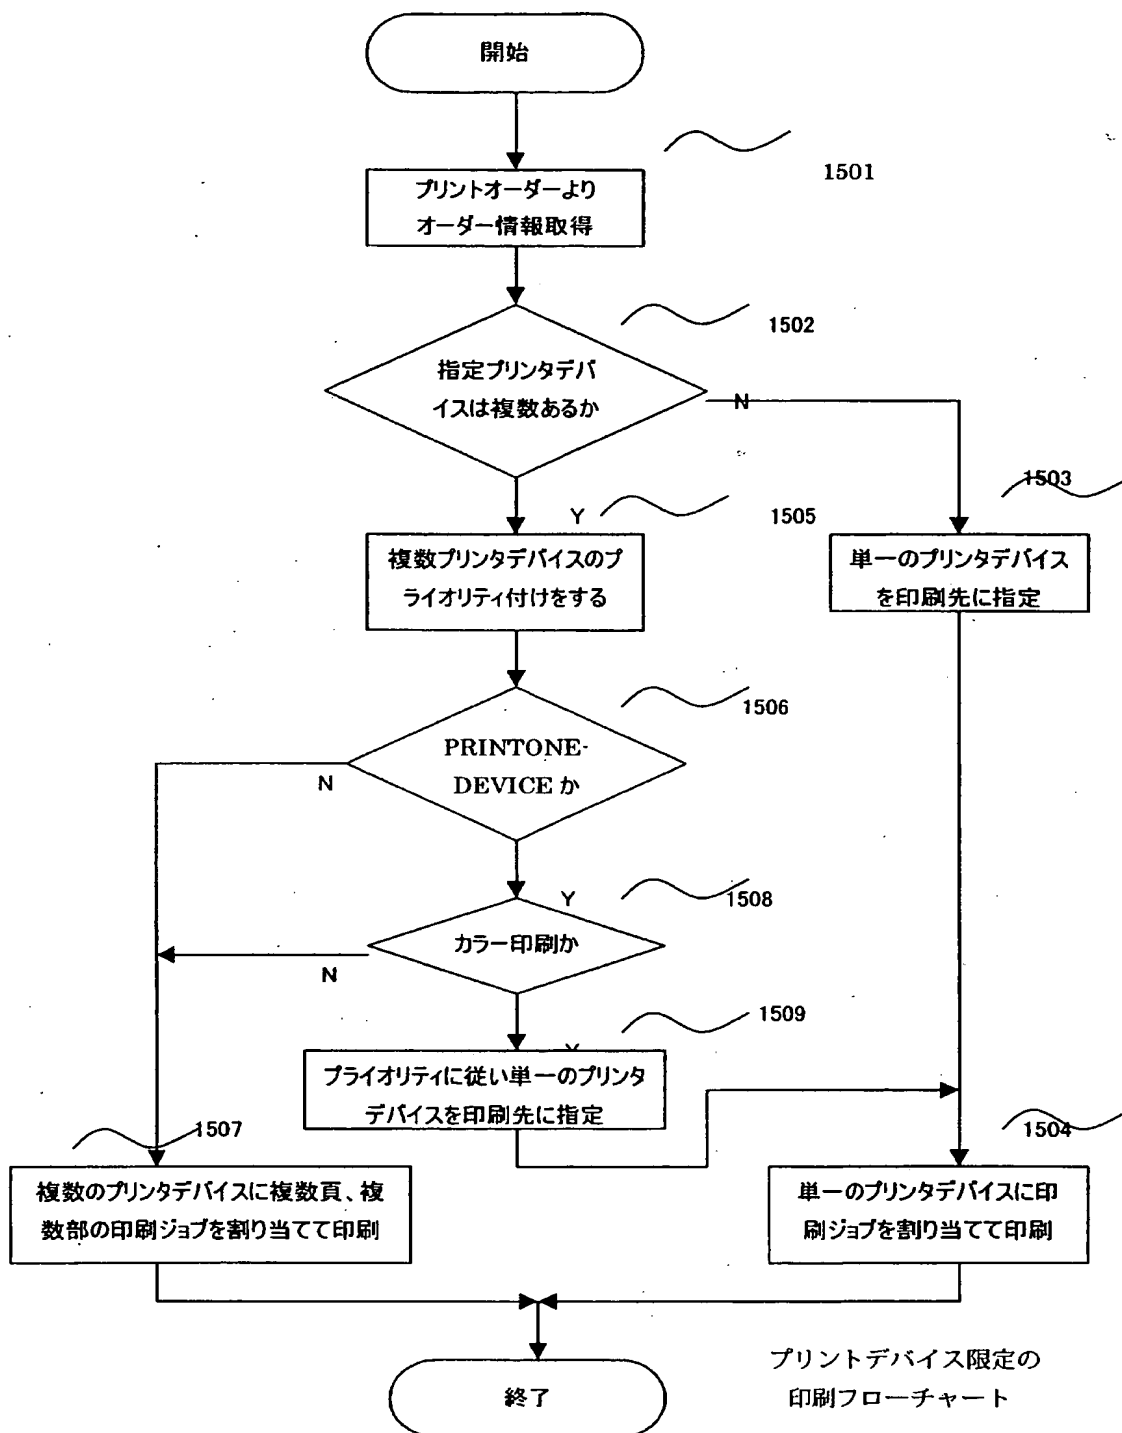 開始
1501
プリントオーダーより
オーダー情報取得
1502
指定プリンタデバ
イスは複数あるか
N
1503
Y
1505
複数プリンタデバイスのプ
ライオリティ付けをする
単一のプリンタデバイス
を印刷先に指定
1506
PRINTONE-
DEVICEか
N
Y
1508
カラー印刷か
N
1509
Y
プライオリティに従い単一のプリンタ
デバイスを印刷先に指定
1507
1504
複数のプリンタデバイスに複数頁、複
数部の印刷ジョブを割り当てて印刷
単一のプリンタデバイスに印
刷ジョブを割り当てて印刷
プリントデバイス限定の
印刷フローチャート
終了